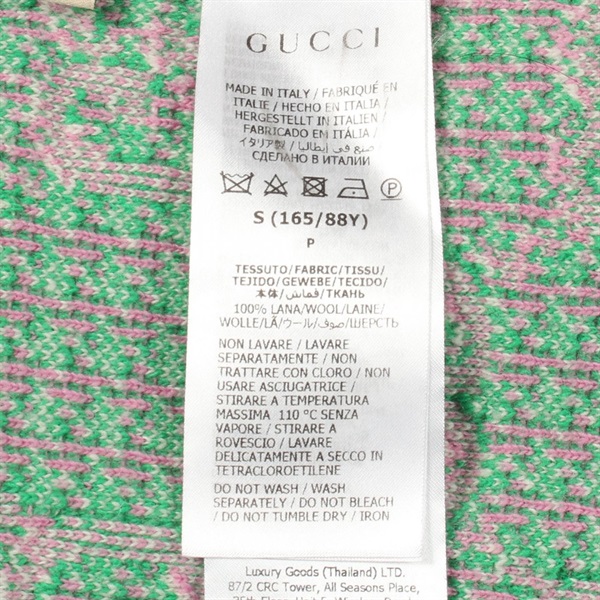 GUCCI
MADE IN ITALY / FABRIQUÉ EN
ITALIE / HECHO EN ITALIA /
HERGESTELLT IN ITALIEN /
FABRICADO EN ITÁLIA /
イタリア製 / صنع في إيطاليا /
СДЕЛАНО В ИТАЛИИ
P
S (165/88Y)
P
TESSUTO / FABRIC / TISSU /
TEJIDO / GEWEBE / TECIDO /
本体 / قماش / ТКАНЬ
100% LANA/WOOL/LAINE/
WOLLE/LÃ/ウール/صوف/ШЕРСТЬ
NON LAVARE / LAVARE
SEPARATAMENTE / NON
TRATTARE CON CLORO / NON
USARE ASCIUGATRICE /
STIRARE A TEMPERATURA
MASSIMA 110 °C SENZA
VAPORE / STIRARE A
ROVESCIO / LAVARE
DELICATAMENTE A SECCO IN
TETRACLOROETILENE
DO NOT WASH / WASH
SEPARATELY / DO NOT BLEACH
/ DO NOT TUMBLE DRY / IRON
Luxury Goods (Thailand) LTD.
87/2 CRC Tower, All Seasons Place,